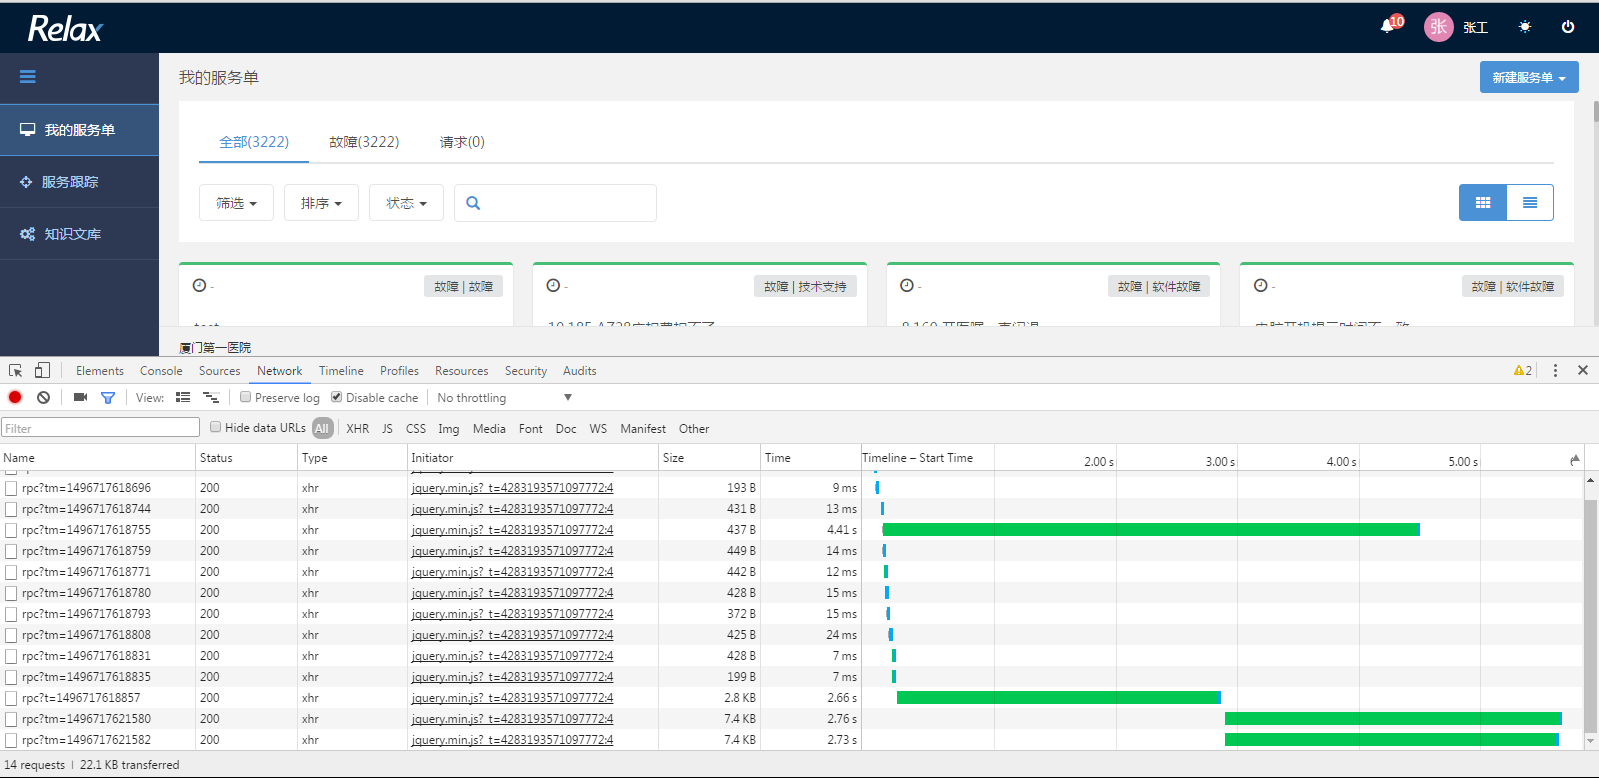 Relax
10
张
张工
我的服务单
新建服务单
我的服务单
服务跟踪
知识文库
全部(3222) 故障(3222) 请求(0)
筛选 排序 状态
- 故障 | 故障
- 故障 | 技术支持
- 故障 | 软件故障
- 故障 | 软件故障
test
厦门第一医院
Elements Console Sources Network Timeline Profiles Resources Security Audits 2
View: Preserve log Disable cache No throttling
Filter Hide data URLs All XHR JS CSS Img Media Font Doc WS Manifest Other
Name Status Type Initiator Size Time Timeline – Start Time 2.00 s 3.00 s 4.00 s 5.00 s
rpc?tm=1496717618696 200 xhr jquery.min.js?_t=4283193571097772:4 193 B 9 ms
rpc?tm=1496717618744 200 xhr jquery.min.js?_t=4283193571097772:4 431 B 13 ms
rpc?tm=1496717618755 200 xhr jquery.min.js?_t=4283193571097772:4 437 B 4.41 s
rpc?tm=1496717618759 200 xhr jquery.min.js?_t=4283193571097772:4 449 B 14 ms
rpc?tm=1496717618771 200 xhr jquery.min.js?_t=4283193571097772:4 442 B 12 ms
rpc?tm=1496717618780 200 xhr jquery.min.js?_t=4283193571097772:4 428 B 15 ms
rpc?tm=1496717618793 200 xhr jquery.min.js?_t=4283193571097772:4 372 B 15 ms
rpc?tm=1496717618808 200 xhr jquery.min.js?_t=4283193571097772:4 425 B 24 ms
rpc?tm=1496717618831 200 xhr jquery.min.js?_t=4283193571097772:4 428 B 7 ms
rpc?tm=1496717618835 200 xhr jquery.min.js?_t=4283193571097772:4 199 B 7 ms
rpc?t=1496717618857 200 xhr jquery.min.js?_t=4283193571097772:4 2.8 KB 2.66 s
rpc?tm=1496717621580 200 xhr jquery.min.js?_t=4283193571097772:4 7.4 KB 2.76 s
rpc?tm=1496717621582 200 xhr jquery.min.js?_t=4283193571097772:4 7.4 KB 2.73 s
14 requests | 22.1 KB transferred